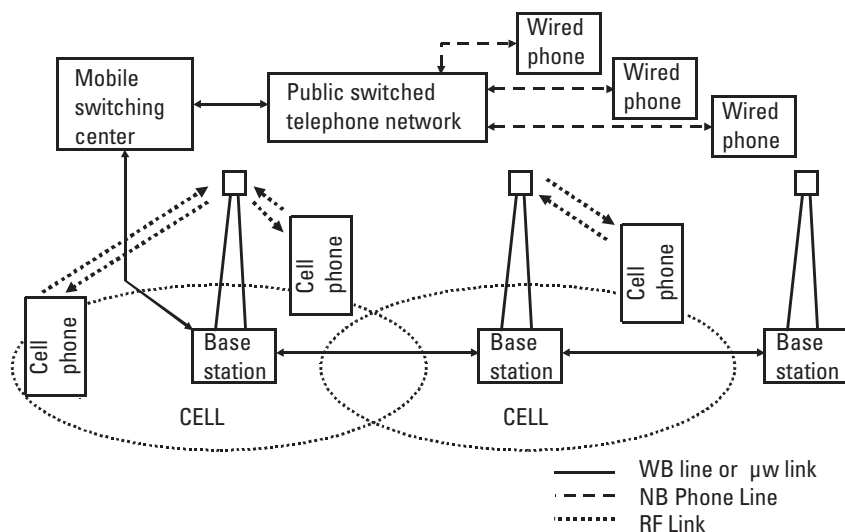 Wired
phone
Wired
phone
Wired
phone
Mobile
switching
center
Public switched
telephone network
Cell
phone
Cell
phone
Cell
phone
Base
station
Base
station
Base
station
CELL
CELL
WB line or µw link
NB Phone Line
RF Link